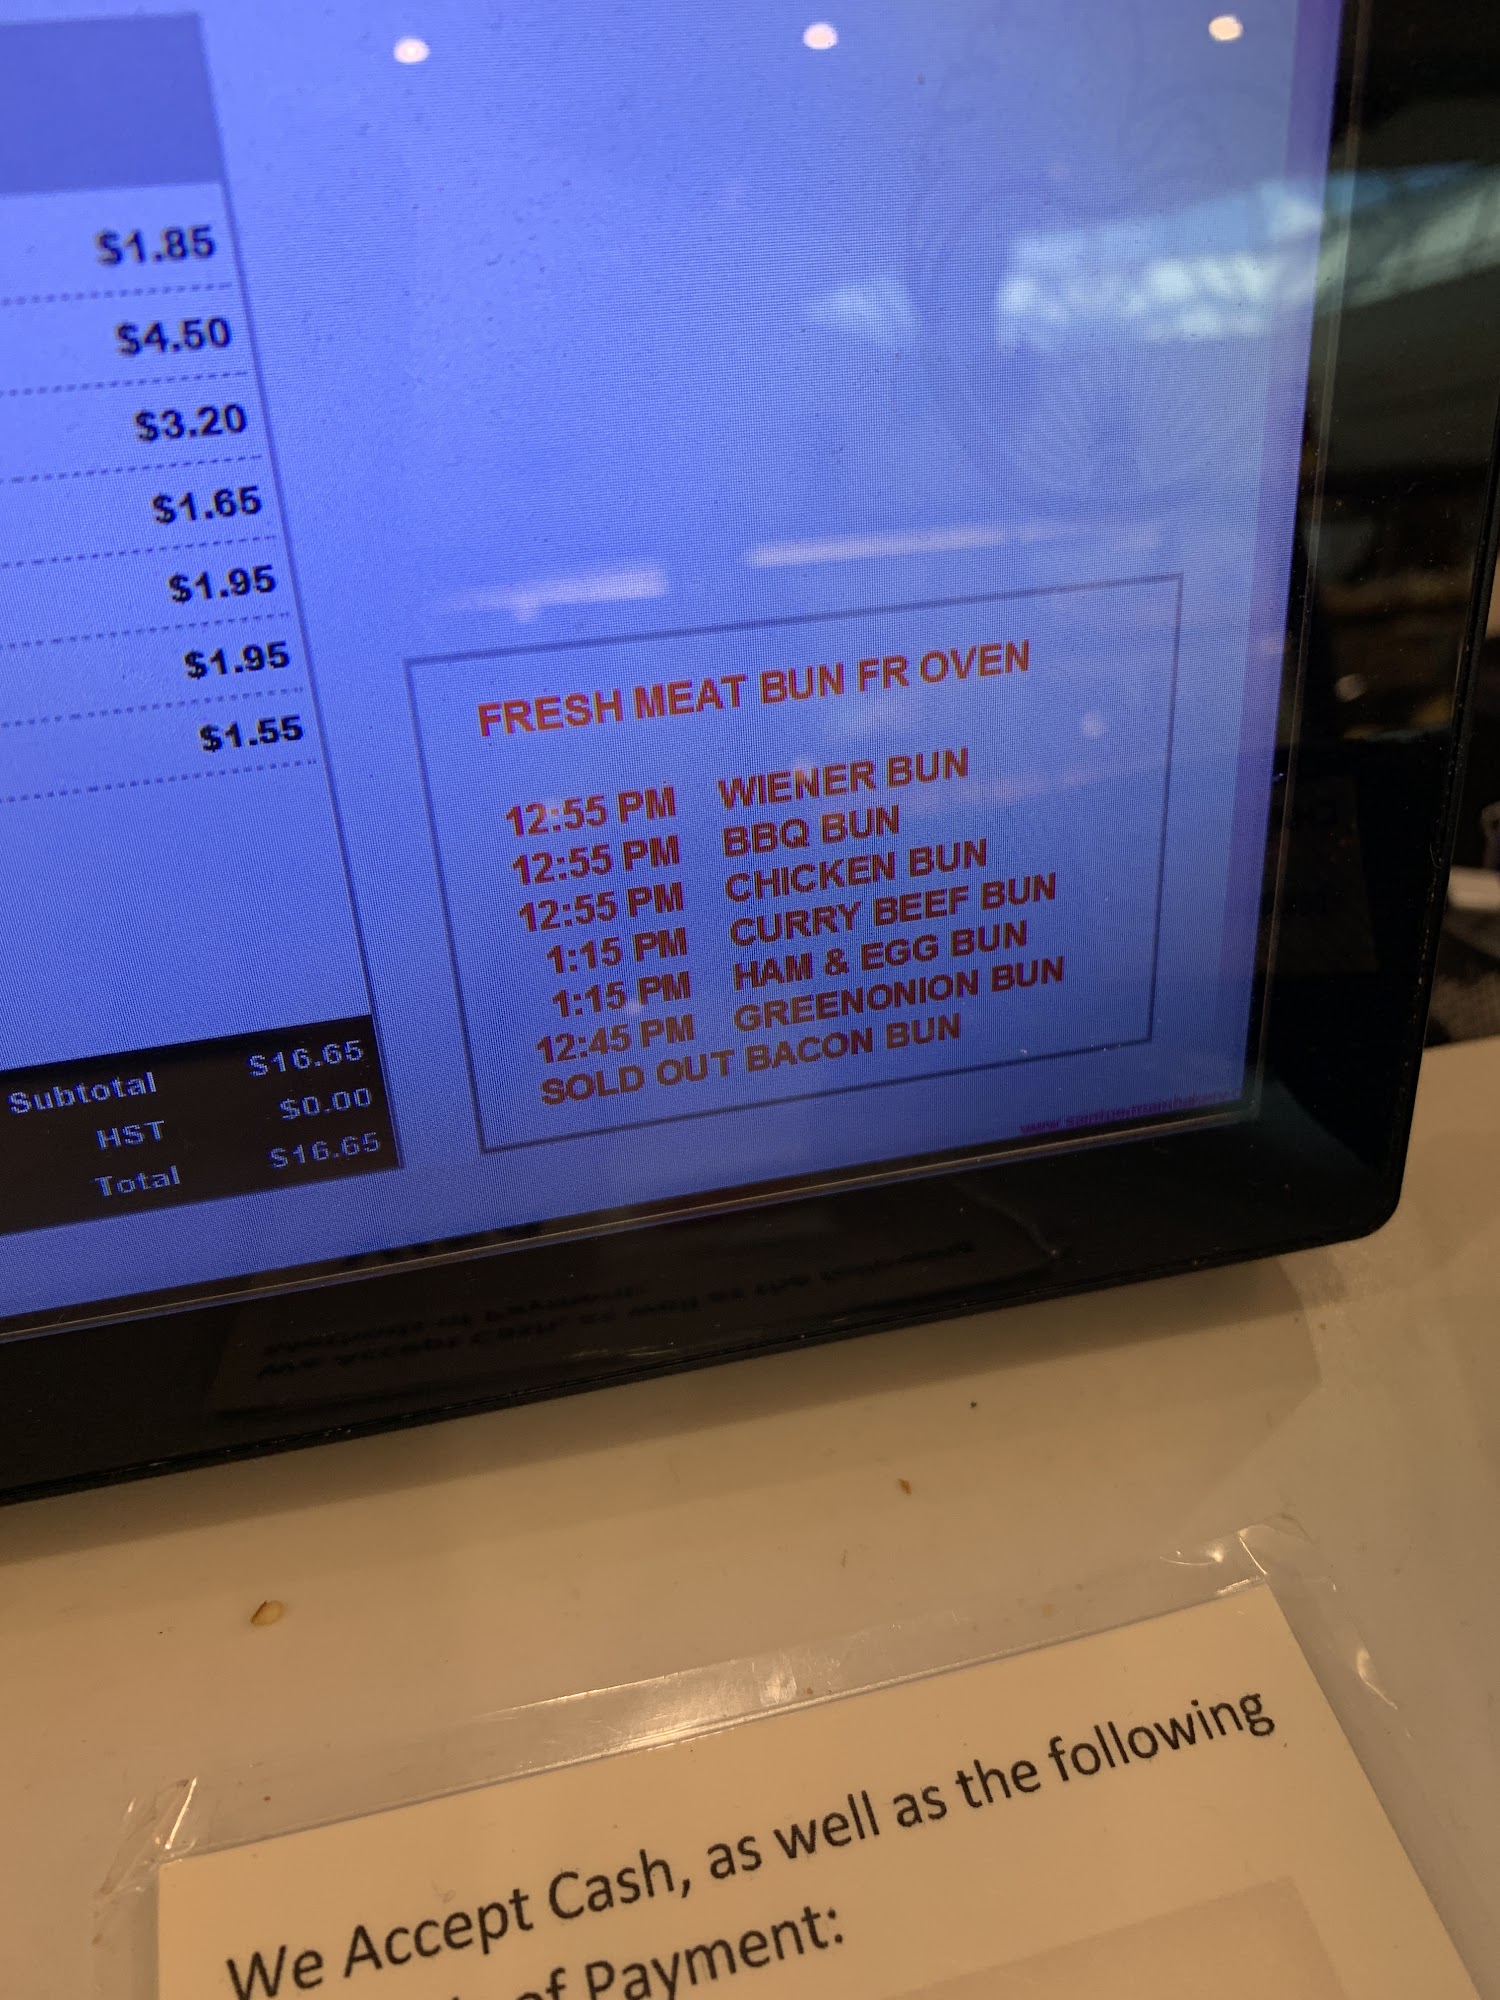 $1.85
$4.50
$3.20
$1.65
$1.95
$1.95
$1.55
Subtotal $16.65
HST $0.00
Total $16.65
FRESH MEAT BUN FR OVEN
12:55 PM WIENER BUN
12:55 PM BBQ BUN
12:55 PM CHICKEN BUN
1:15 PM CURRY BEEF BUN
1:15 PM HAM & EGG BUN
12:45 PM GREENONION BUN
SOLD OUT BACON BUN
We Accept Cash, as well as the following
of Payment: